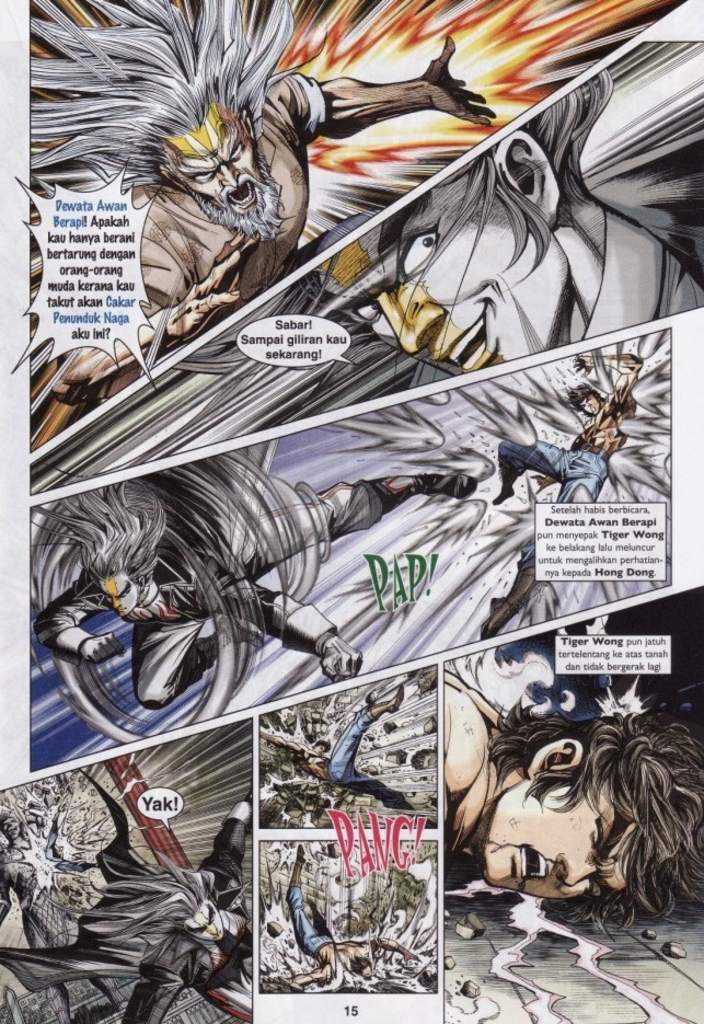 Dewata Awan
Berapi! Apakah
kau hanya berani
bertarung dengan
orang-orang
muda kerana kau
takut akan Cakar
Penunduk Naga
aku ini?
Sabar!
Sampai giliran kau
sekarang!
Setelah habis berbicara,
Dewata Awan Berapi
pun menyepak Tiger Wong
ke belakang lalu meluncur
untuk mengalihkan perhatian-
nya kepada Hong Dong.
PAP!
Tiger Wong pun jatuh
tertelentang ke atas tanah
dan tidak bergerak lagi
Yak!
PANG!
15